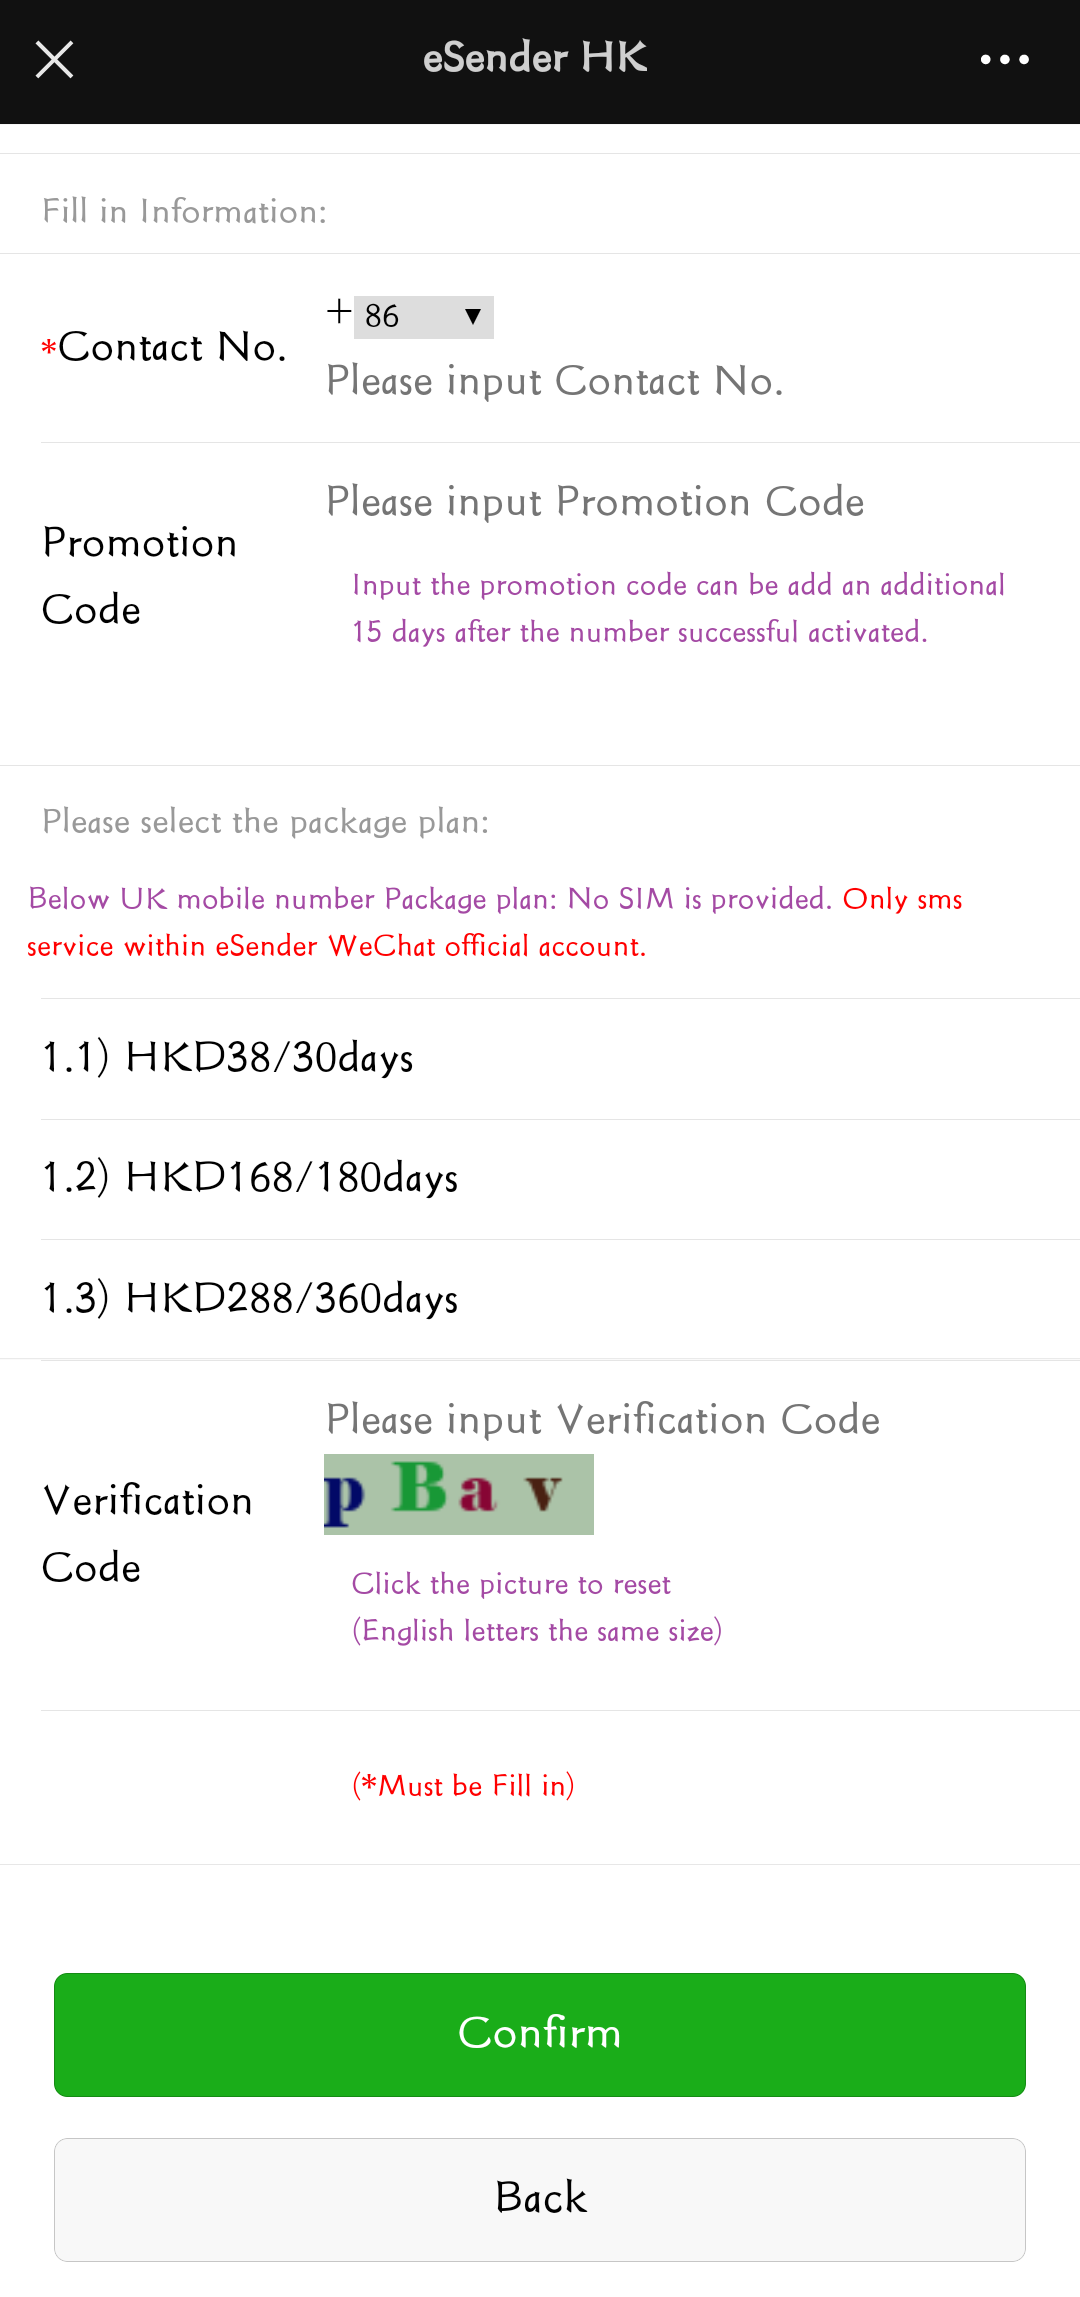 eSender HK
Fill in Information:
+ 86
*Contact No.
Please input Contact No.
Please input Promotion Code
Promotion
Code
Input the promotion code can be add an additional
15 days after the number successful activated.
Please select the package plan:
Below UK mobile number Package plan: No SIM is provided. Only sms
service within eSender WeChat official account.
1.1) HKD38/30days
1.2) HKD168/180days
1.3) HKD288/360days
Please input Verification Code
p B a v
Verification
Code
Click the picture to reset
(English letters the same size)
(*Must be Fill in)
Confirm
Back